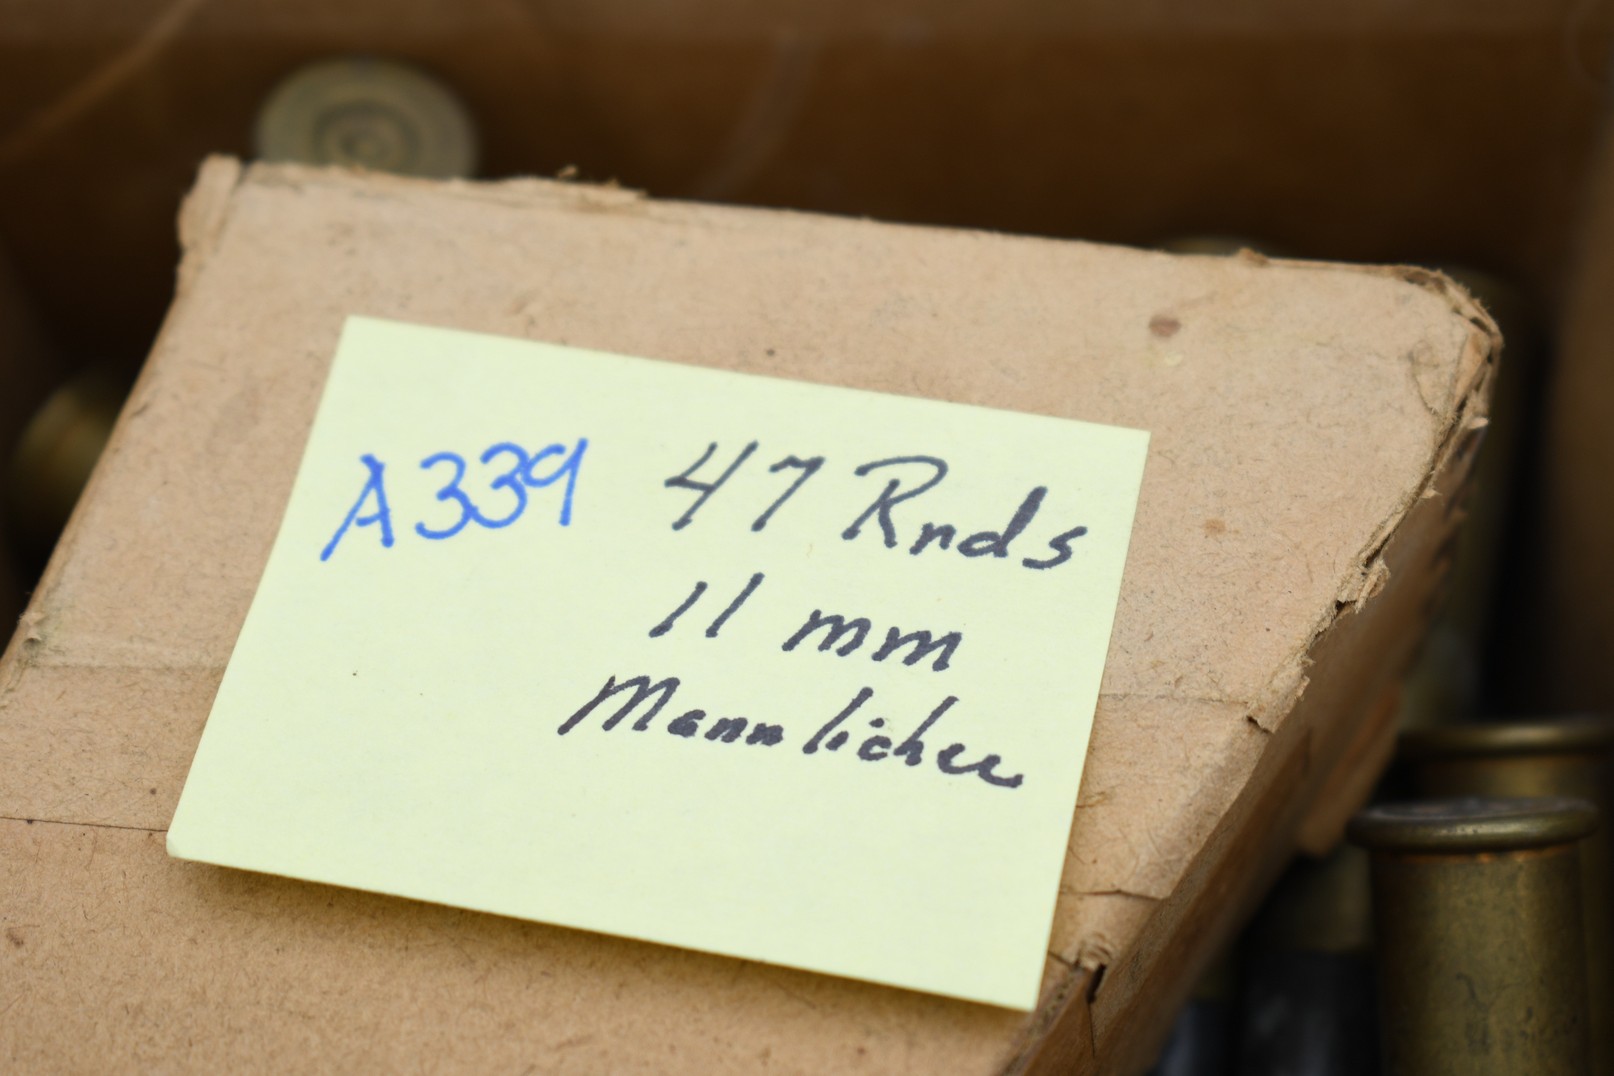 A339 47 Rnds
11 mm
Mannlicher